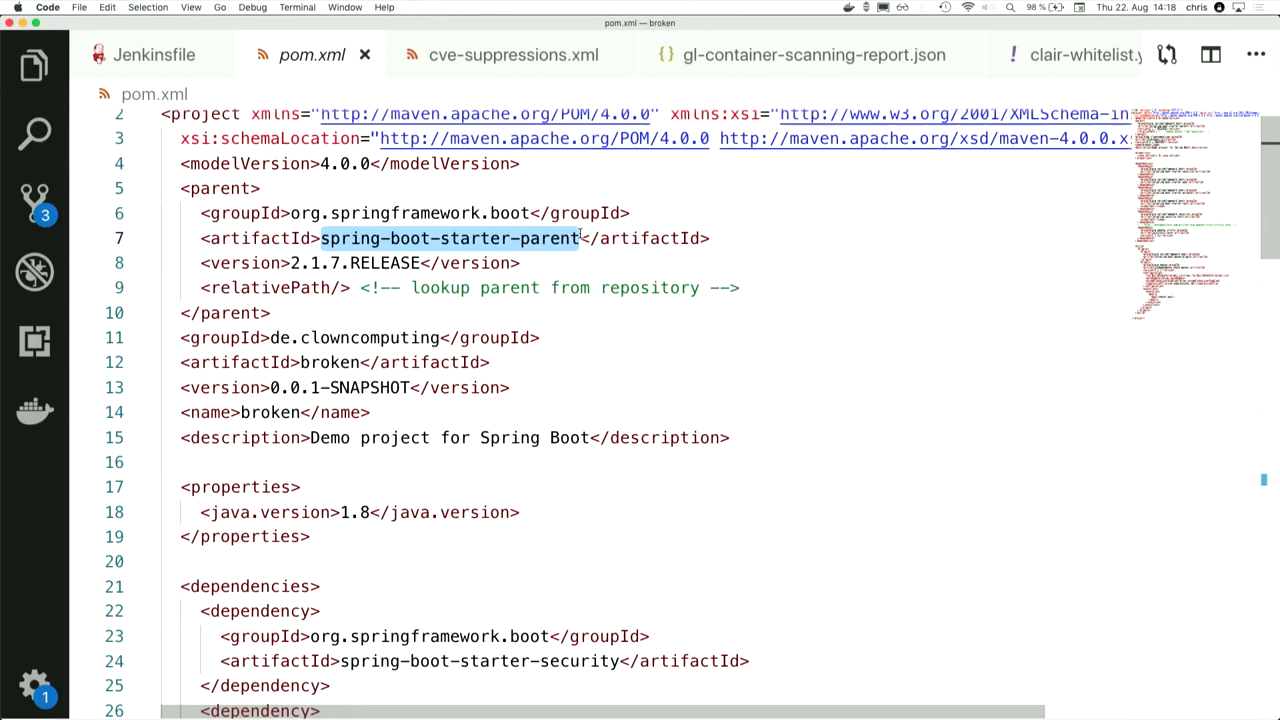 Code File Edit Selection View Go Debug Terminal Window Help 98 % Thu 22. Aug 14:18 chris
pom.xml — broken
Jenkinsfile pom.xml cve-suppressions.xml {} gl-container-scanning-report.json ! clair-whitelist.y
pom.xml
2 <project xmlns="http://maven.apache.org/POM/4.0.0" xmlns:xsi="http://www.w3.org/2001/XMLSchema-in
3 xsi:schemaLocation="http://maven.apache.org/POM/4.0.0 http://maven.apache.org/xsd/maven-4.0.0.xs
4 <modelVersion>4.0.0</modelVersion>
5 <parent>
6 <groupId>org.springframework.boot</groupId>
7 <artifactId>spring-boot-starter-parent</artifactId>
8 <version>2.1.7.RELEASE</version>
9 <relativePath/> <!-- lookup parent from repository -->
10 </parent>
11 <groupId>de.clowncomputing</groupId>
12 <artifactId>broken</artifactId>
13 <version>0.0.1-SNAPSHOT</version>
14 <name>broken</name>
15 <description>Demo project for Spring Boot</description>
16
17 <properties>
18 <java.version>1.8</java.version>
19 </properties>
20
21 <dependencies>
22 <dependency>
23 <groupId>org.springframework.boot</groupId>
24 <artifactId>spring-boot-starter-security</artifactId>
25 </dependency>
26 <dependency>
3
1